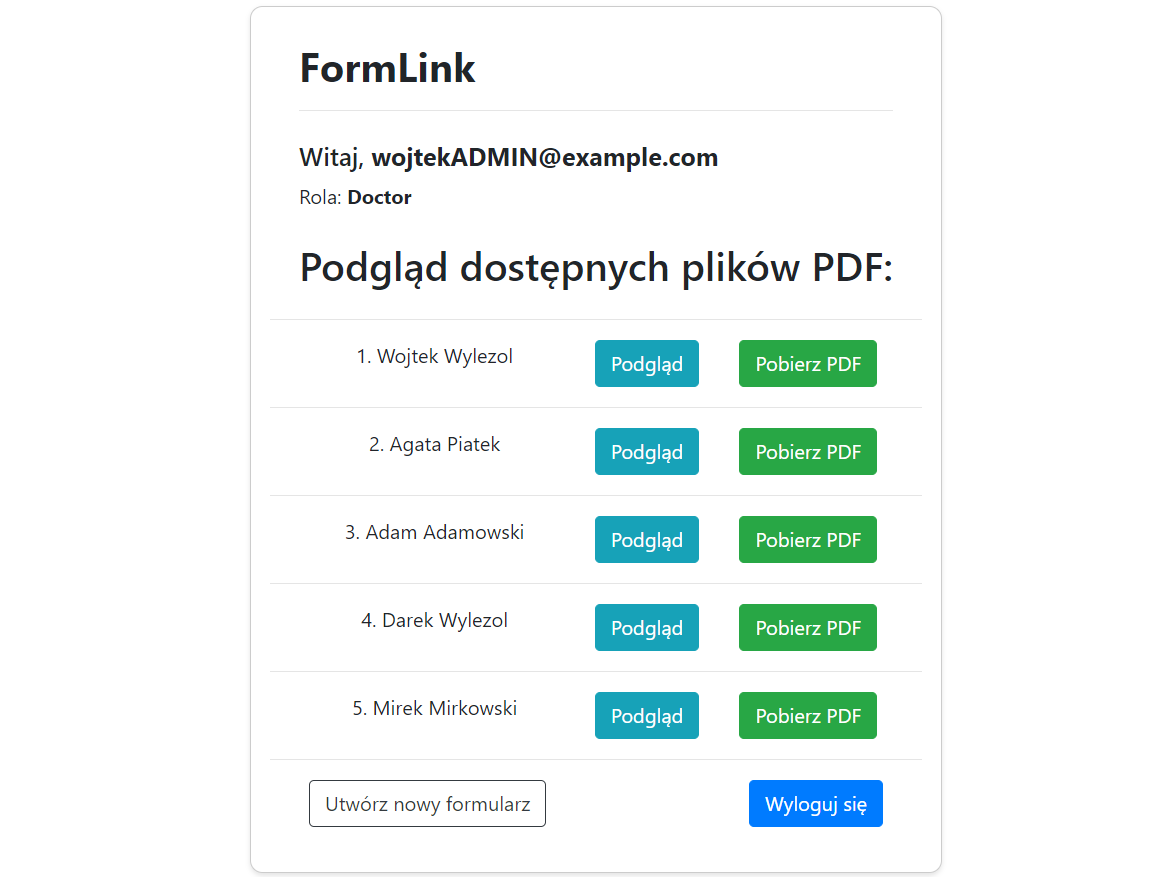 FormLink
Witaj, wojtekADMIN@example.com
Rola: Doctor
Podgląd dostępnych plików PDF:
1. Wojtek Wylezol Podgląd Pobierz PDF
2. Agata Piatek Podgląd Pobierz PDF
3. Adam Adamowski Podgląd Pobierz PDF
4. Darek Wylezol Podgląd Pobierz PDF
5. Mirek Mirkowski Podgląd Pobierz PDF
Utwórz nowy formularz Wyloguj się